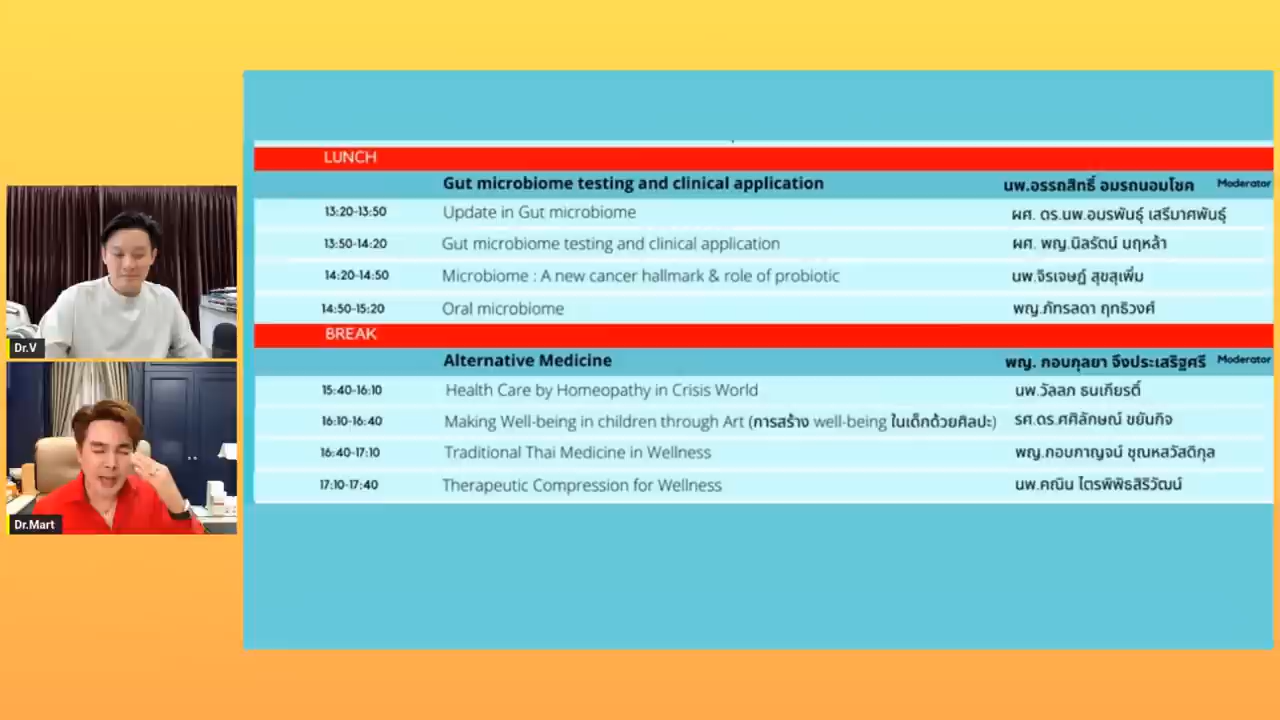 LUNCH
Gut microbiome testing and clinical application นพ.อรรถสิทธิ์ อมรถนอมโชค Moderator
13:20-13:50 Update in Gut microbiome ผศ. ดร.นพ.อมรพันธุ์ เสรีมาศพันธุ์
13:50-14:20 Gut microbiome testing and clinical application ผศ. พญ.นิลรัตน์ นฤหล้า
14:20-14:50 Microbiome : A new cancer hallmark & role of probiotic นพ.จิรเจษฎ์ สุขสุเพิ่ม
14:50-15:20 Oral microbiome พญ.ภัทรลดา ฤทธิวงศ์
BREAK
Alternative Medicine พญ. กอบกุลยา จึงประเสริฐศรี Moderator
15:40-16:10 Health Care by Homeopathy in Crisis World นพ.วัลลภ ธนเกียรติ์
16:10-16:40 Making Well-being in children through Art (การสร้าง well-being ในเด็กด้วยศิลปะ) รศ.ดร.ศศิลักษณ์ ขยันกิจ
16:40-17:10 Traditional Thai Medicine in Wellness พญ.กอบกาญจน์ ชุณหสวัสดิกุล
17:10-17:40 Therapeutic Compression for Wellness นพ.คณิน ไตรพิพิธสิริวัฒน์
Dr.V
Dr.Mart